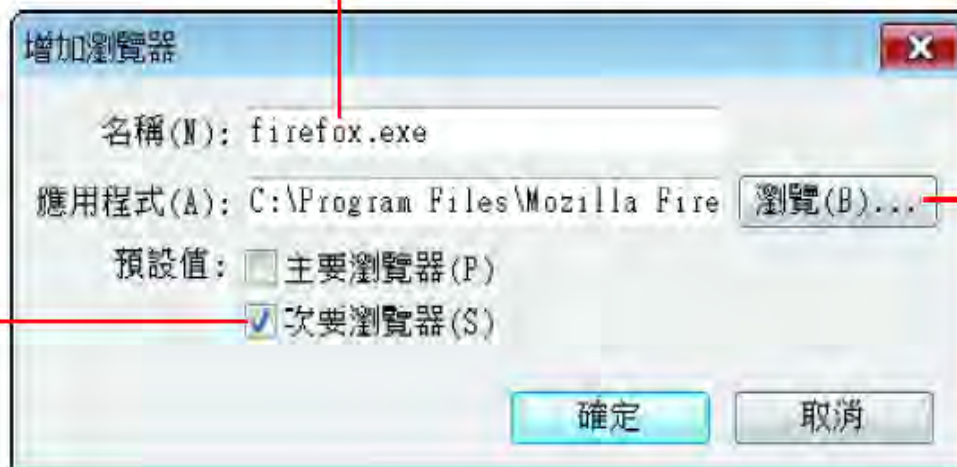 增加瀏覽器
名稱(N): firefox.exe
應用程式(A): C:\Program Files\Mozilla Fire 瀏覽(B)...
預設值: 主要瀏覽器(P)
次要瀏覽器(S)
確定 取消